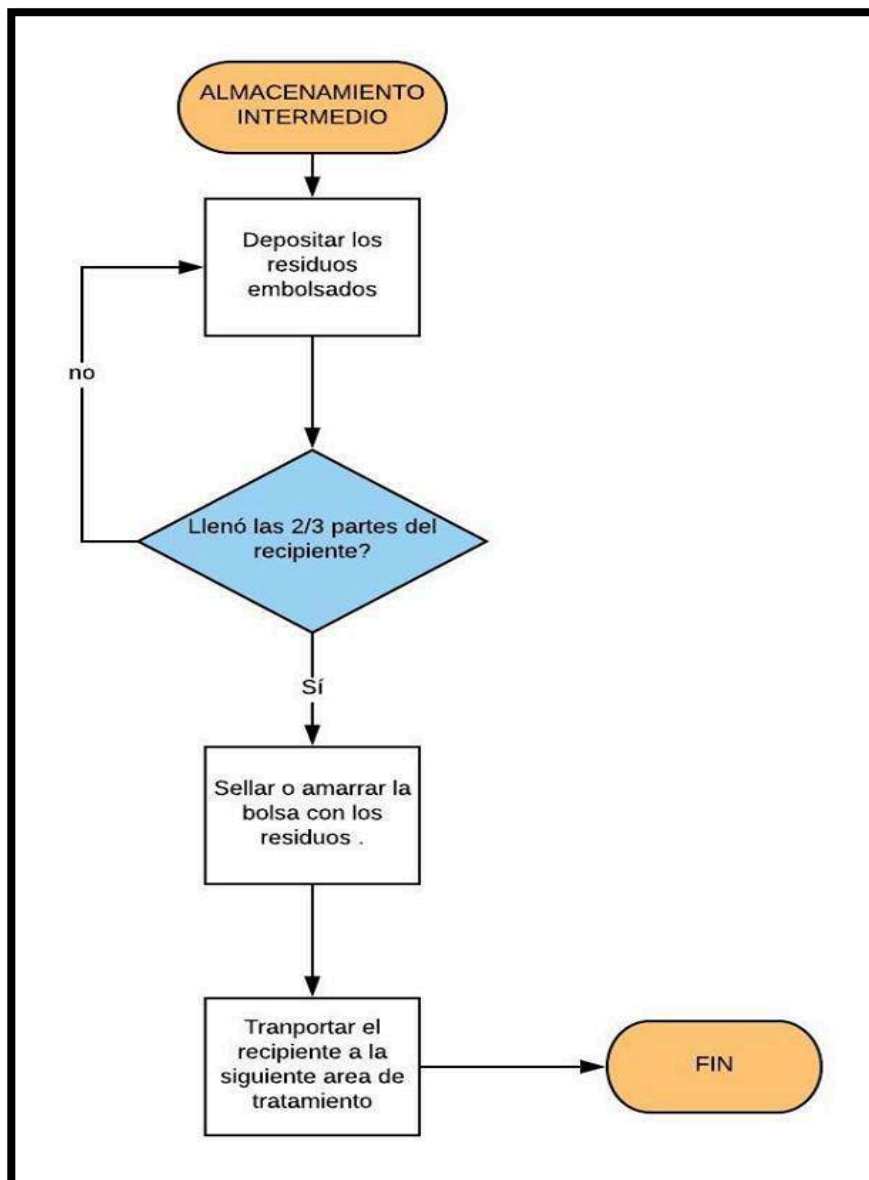 ALMACENAMIENTO
INTERMEDIO
Depositar los
residuos
embolsados
no
Llenó las 2/3 partes del
recipiente?
Sí
Sellar o amarrar la
bolsa con los
residuos .
Tranportar el
recipiente a la
siguiente area de
tratamiento
FIN